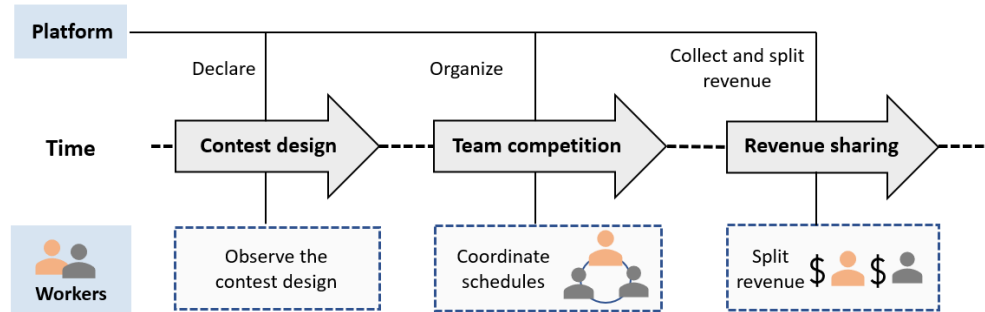 Platform
Declare
Organize
Collect and split
revenue
Time
Contest design
Team competition
Revenue sharing
Workers
Observe the
contest design
Coordinate
schedules
Split
revenue
$
$